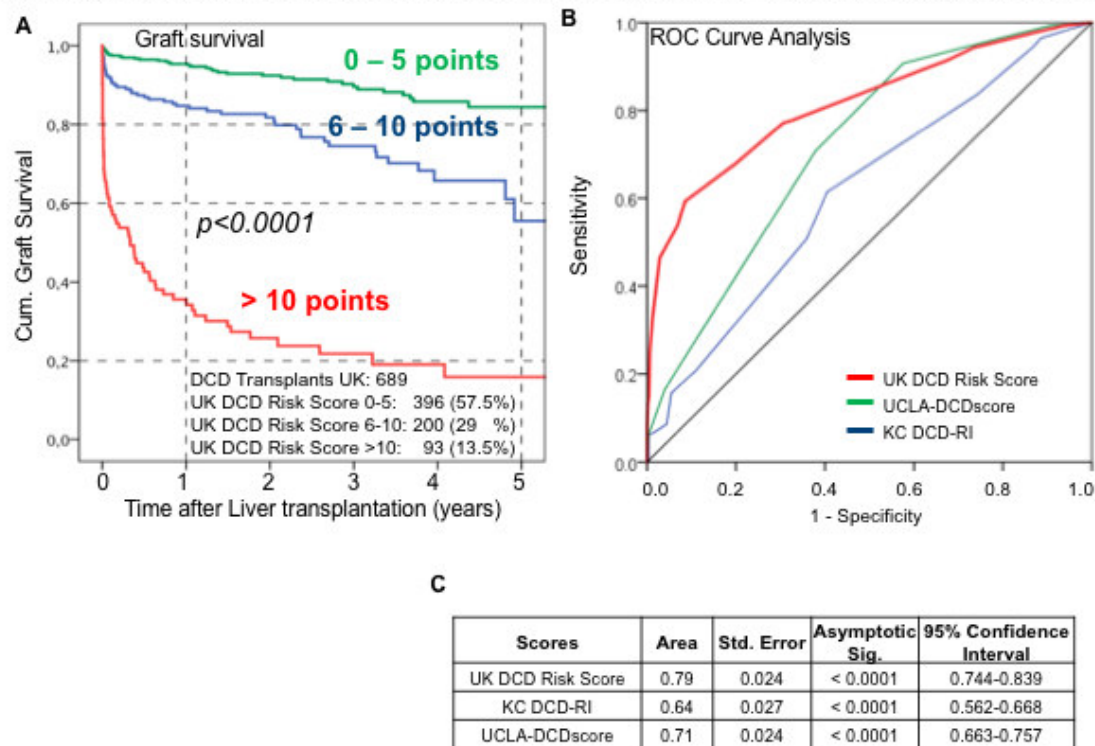 A
Graft survival
0 – 5 points
6 – 10 points
p<0.0001
> 10 points
DCD Transplants UK: 689
UK DCD Risk Score 0-5: 396 (57.5%)
UK DCD Risk Score 6-10: 200 (29 %)
UK DCD Risk Score >10: 93 (13.5%)
Cum. Graft Survival
1,0
0,8
0,6
0,4
0,2
0,0
0 1 2 3 4 5
Time after Liver transplantation (years)
B
ROC Curve Analysis
Sensitivity
1.0
0.8
0.6
0.4
0.2
0.0
UK DCD Risk Score
UCLA-DCDscore
KC DCD-RI
0.0 0.2 0.4 0.6 0.8 1.0
1 - Specificity
C
Scores Area Std. Error Asymptotic Sig. 95% Confidence Interval
UK DCD Risk Score 0.79 0.024 < 0.0001 0.744-0.839
KC DCD-RI 0.64 0.027 < 0.0001 0.562-0.668
UCLA-DCDscore 0.71 0.024 < 0.0001 0.663-0.757